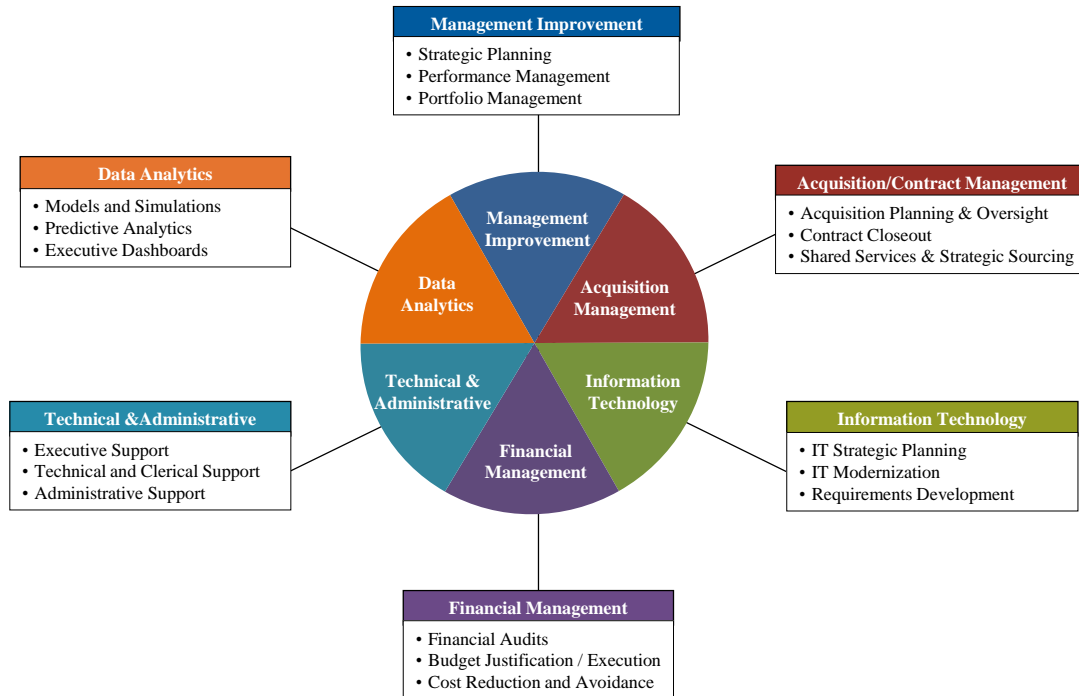 Management Improvement
• Strategic Planning
• Performance Management
• Portfolio Management
Data Analytics
• Models and Simulations
• Predictive Analytics
• Executive Dashboards
Acquisition/Contract Management
• Acquisition Planning & Oversight
• Contract Closeout
• Shared Services & Strategic Sourcing
Management
Improvement
Data
Analytics
Acquisition
Management
Technical &
Administrative
Information
Technology
Financial
Management
Technical &Administrative
• Executive Support
• Technical and Clerical Support
• Administrative Support
Information Technology
• IT Strategic Planning
• IT Modernization
• Requirements Development
Financial Management
• Financial Audits
• Budget Justification / Execution
• Cost Reduction and Avoidance